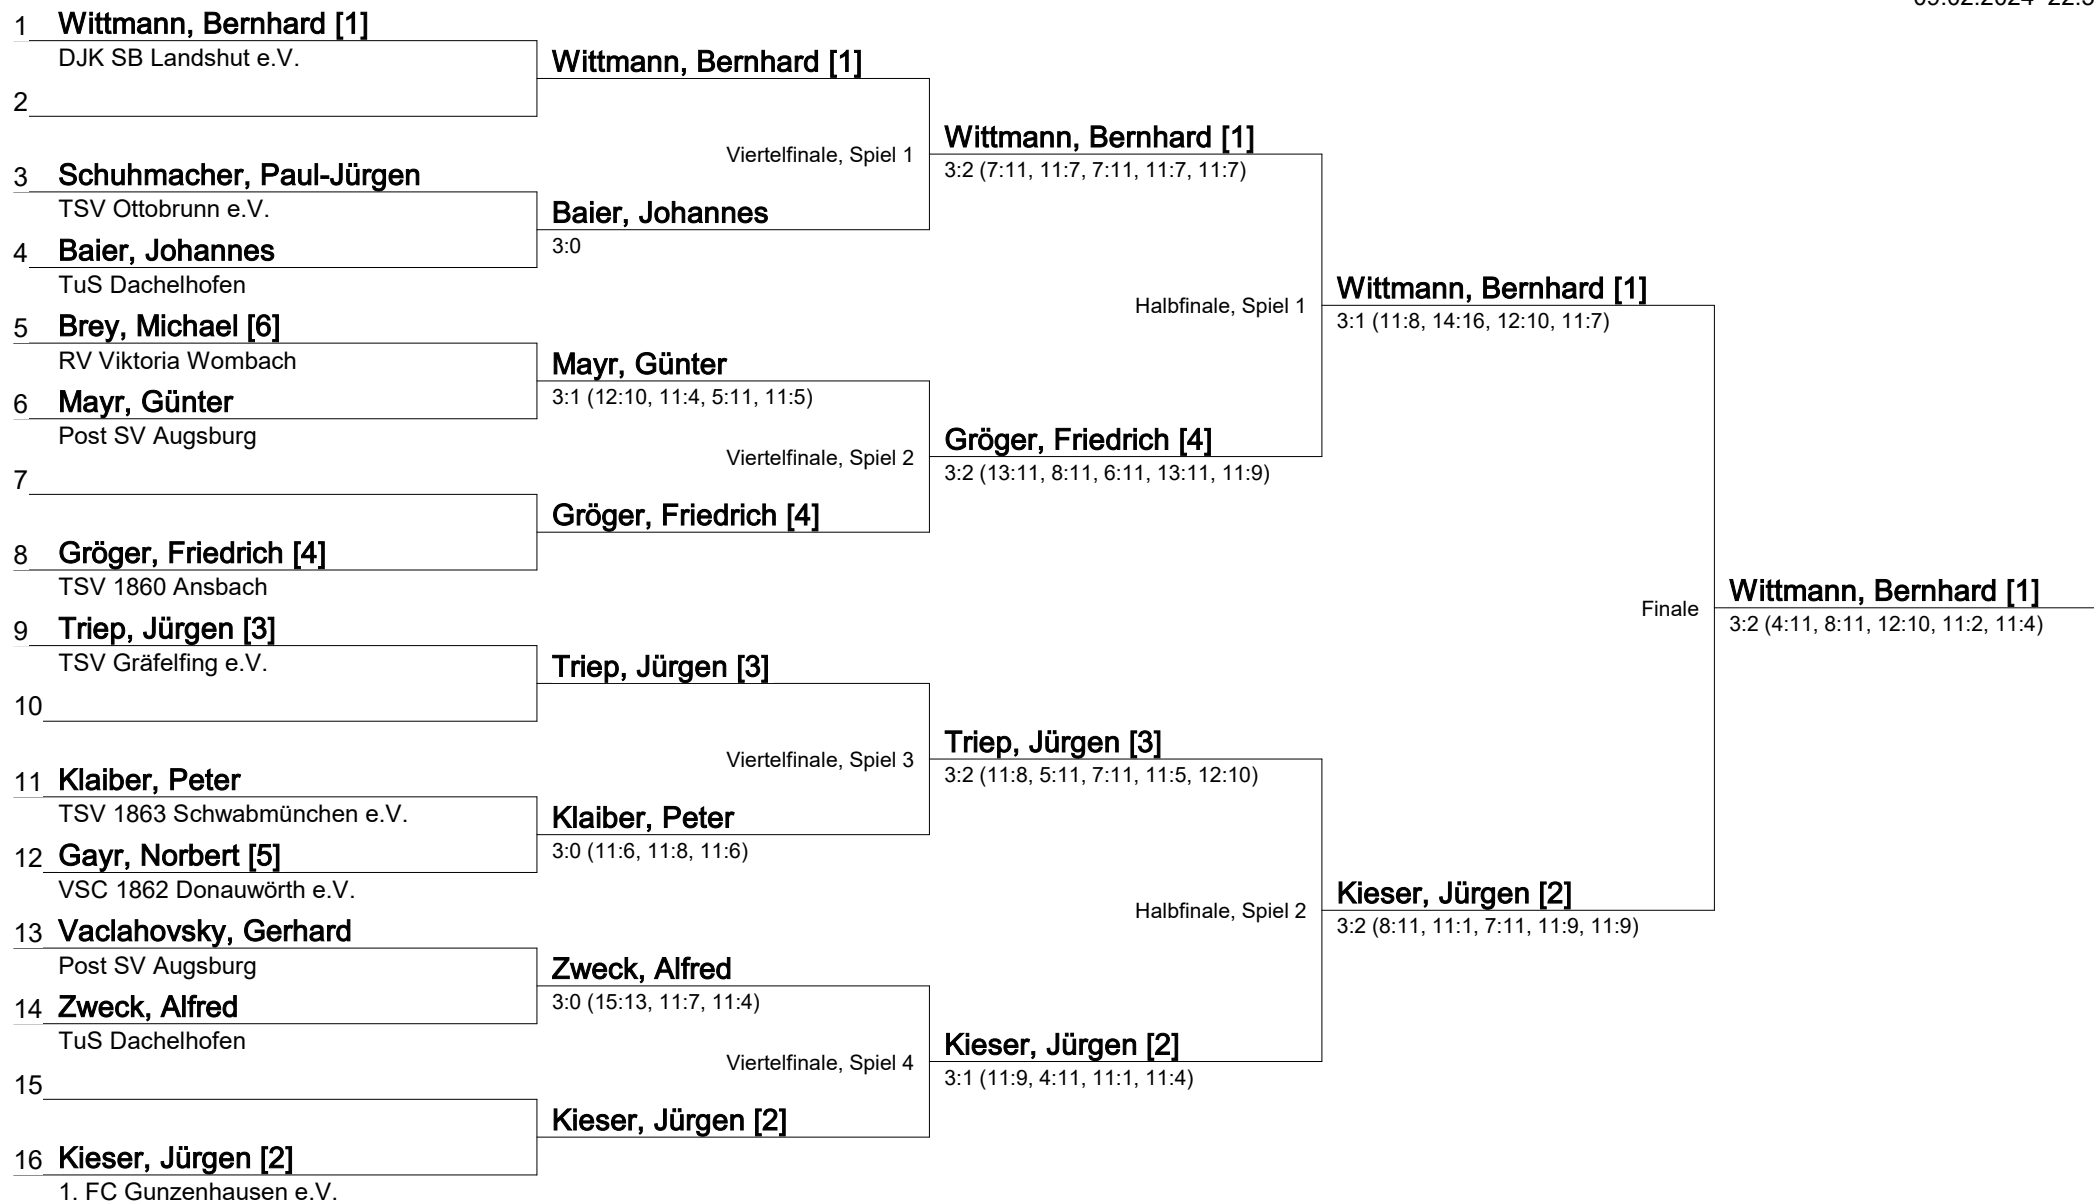 1 Wittmann, Bernhard [1]
DJK SB Landshut e.V.
2
3 Schuhmacher, Paul-Jürgen
TSV Ottobrunn e.V.
4 Baier, Johannes
TuS Dachelhofen
5 Brey, Michael [6]
RV Viktoria Wombach
6 Mayr, Günter
Post SV Augsburg
7
8 Gröger, Friedrich [4]
TSV 1860 Ansbach
9 Triep, Jürgen [3]
TSV Gräfelfing e.V.
10
11 Klaiber, Peter
TSV 1863 Schwabmünchen e.V.
12 Gayr, Norbert [5]
VSC 1862 Donauwörth e.V.
13 Vaclahovsky, Gerhard
Post SV Augsburg
14 Zweck, Alfred
TuS Dachelhofen
15
16 Kieser, Jürgen [2]
1. FC Gunzenhausen e.V.
Wittmann, Bernhard [1]
Viertelfinale, Spiel 1
Baier, Johannes
3:0
Mayr, Günter
3:1 (12:10, 11:4, 5:11, 11:5)
Viertelfinale, Spiel 2
Gröger, Friedrich [4]
Triep, Jürgen [3]
Viertelfinale, Spiel 3
Klaiber, Peter
3:0 (11:6, 11:8, 11:6)
Zweck, Alfred
3:0 (15:13, 11:7, 11:4)
Viertelfinale, Spiel 4
Kieser, Jürgen [2]
Wittmann, Bernhard [1]
3:2 (7:11, 11:7, 7:11, 11:7, 11:7)
Halbfinale, Spiel 1
Gröger, Friedrich [4]
3:2 (13:11, 8:11, 6:11, 13:11, 11:9)
Triep, Jürgen [3]
3:2 (11:8, 5:11, 7:11, 11:5, 12:10)
Halbfinale, Spiel 2
Kieser, Jürgen [2]
3:1 (11:9, 4:11, 11:1, 11:4)
Wittmann, Bernhard [1]
3:1 (11:8, 14:16, 12:10, 11:7)
Finale
Kieser, Jürgen [2]
3:2 (8:11, 11:1, 7:11, 11:9, 11:9)
Wittmann, Bernhard [1]
3:2 (4:11, 8:11, 12:10, 11:2, 11:4)